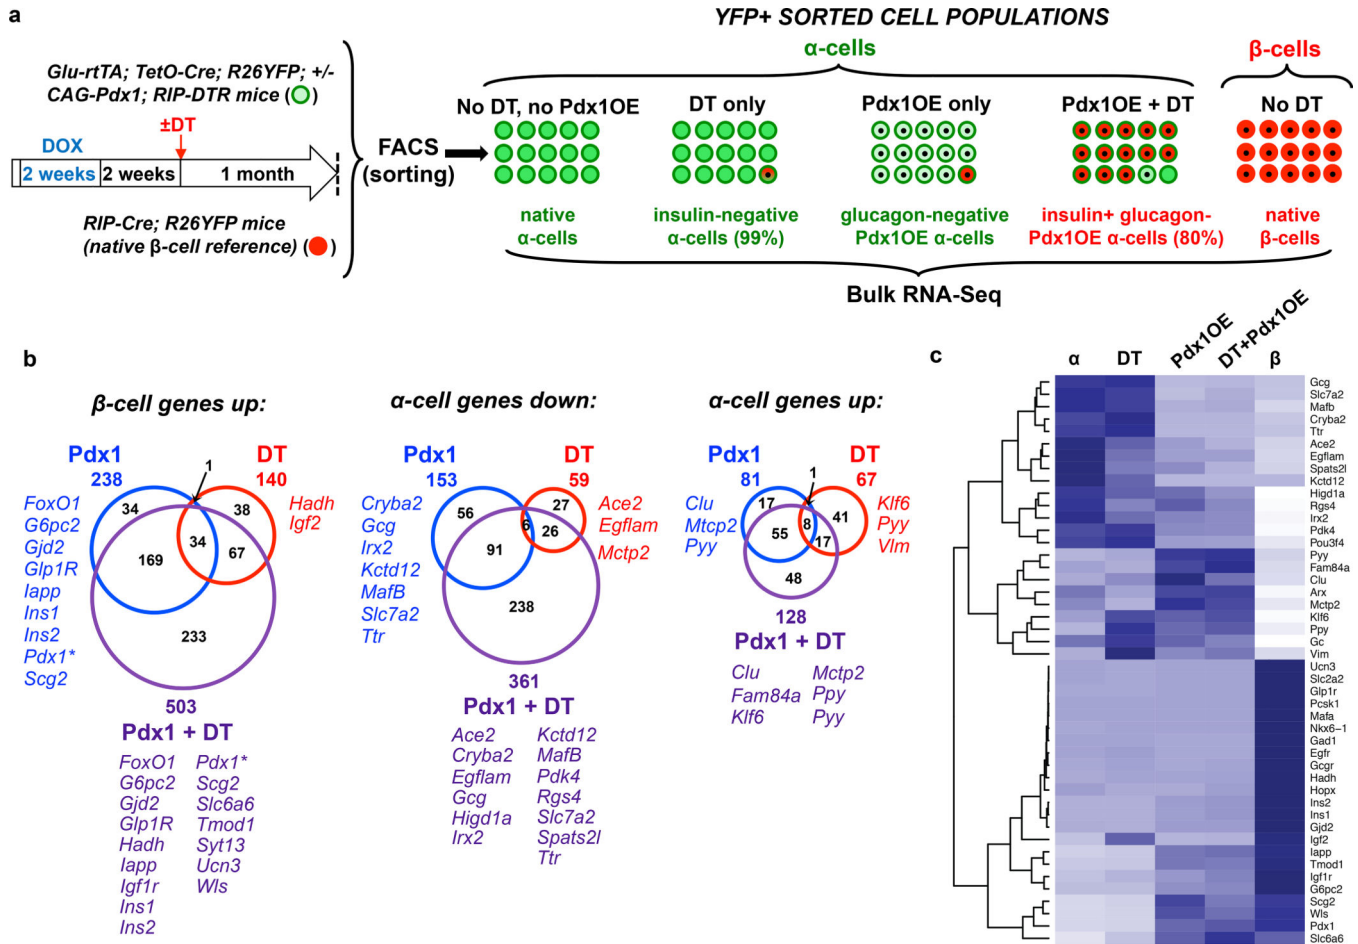 a
YFP+ SORTED CELL POPULATIONS
α-cells
β-cells
Glu-rtTA; TetO-Cre; R26YFP; +/-
CAG-Pdx1; RIP-DTR mice ( )
No DT, no Pdx1OE
DT only
Pdx1OE only
Pdx1OE + DT
No DT
±DT
DOX
2 weeks
2 weeks
1 month
FACS
(sorting)
RIP-Cre; R26YFP mice
(native β-cell reference) ( )
native
α-cells
insulin-negative
α-cells (99%)
glucagon-negative
Pdx1OE α-cells
insulin+ glucagon-
Pdx1OE α-cells (80%)
native
β-cells
Bulk RNA-Seq
b
β-cell genes up:
Pdx1
238
1
DT
140
34
38
169
34
67
233
FoxO1
G6pc2
Gjd2
Glp1R
Iapp
Ins1
Ins2
Pdx1*
Scg2
Hadh
Igf2
503
Pdx1 + DT
FoxO1
G6pc2
Gjd2
Glp1R
Hadh
Iapp
Igf1r
Ins1
Ins2
Pdx1*
Scg2
Slc6a6
Tmod1
Syt13
Ucn3
Wls
α-cell genes down:
Pdx1
153
DT
59
56
27
6
26
91
238
Cryba2
Gcg
Irx2
Kctd12
MafB
Slc7a2
Ttr
Ace2
Egflam
Mctp2
361
Pdx1 + DT
Ace2
Cryba2
Egflam
Gcg
Higd1a
Irx2
Kctd12
MafB
Pdk4
Rgs4
Slc7a2
Spats2l
Ttr
α-cell genes up:
Pdx1
81
1
DT
67
17
41
8
55
17
48
Clu
Mtcp2
Pyy
Klf6
Pyy
Vlm
128
Pdx1 + DT
Clu
Fam84a
Klf6
Mctp2
Ppy
Pyy
c
α
DT
Pdx1OE
DT+Pdx1OE
β
Gcg
Slc7a2
Mafb
Cryba2
Ttr
Ace2
Egflam
Spats2l
Kctd12
Higd1a
Rgs4
Irx2
Pdk4
Pou3f4
Pyy
Fam84a
Clu
Arx
Mctp2
Klf6
Ppy
Gc
Vim
Ucn3
Slc2a2
Glp1r
Pcsk1
Mafa
Nkx6−1
Gad1
Egfr
Gcgr
Hadh
Hopx
Ins2
Ins1
Gjd2
Igf2
Iapp
Tmod1
Igf1r
G6pc2
Scg2
Wls
Pdx1
Slc6a6